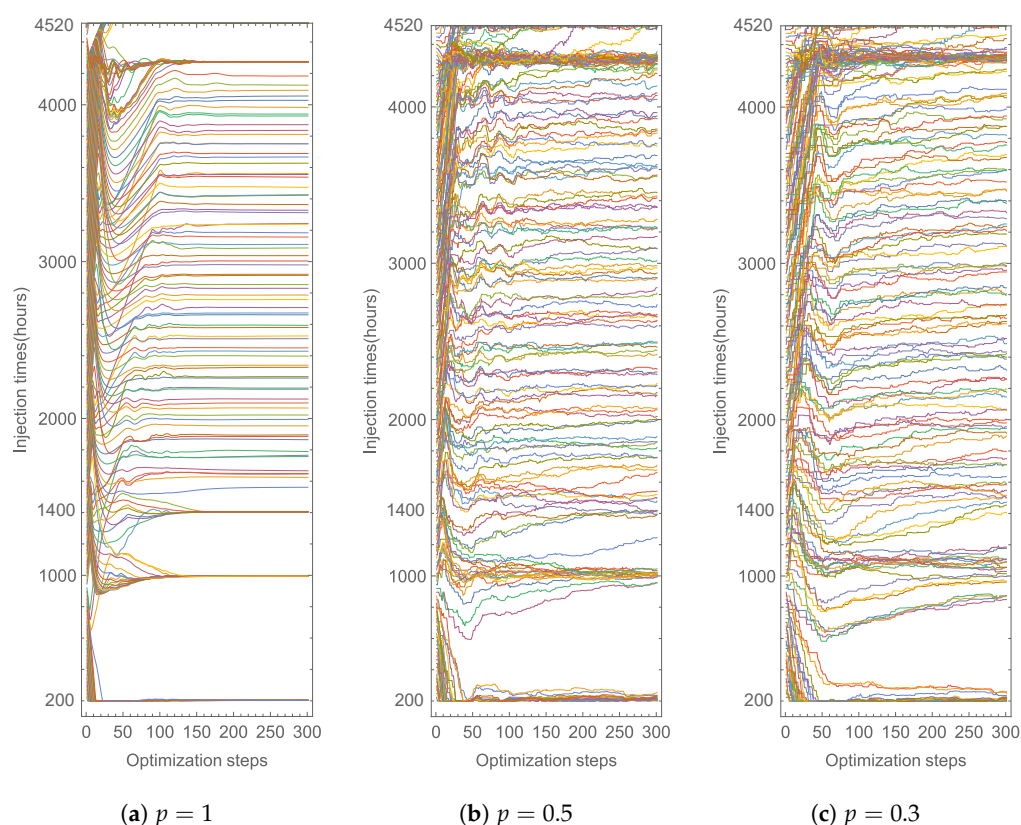 4520
4000
3000
2000
1400
1000
200
Injection times(hours)
0 50 100 150 200 250 300
Optimization steps
(a) p = 1
4520
4000
3000
2000
1400
1000
200
Injection times(hours)
0 50 100 150 200 250 300
Optimization steps
(b) p = 0.5
4520
4000
3000
2000
1400
1000
200
Injection times(hours)
0 50 100 150 200 250 300
Optimization steps
(c) p = 0.3